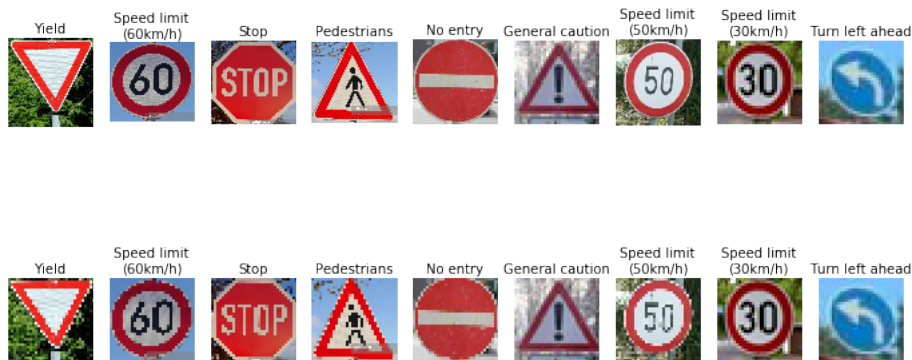 Yield
Speed limit
(60km/h)
Stop
Pedestrians
No entry
General caution
Speed limit
(50km/h)
Speed limit
(30km/h)
Turn left ahead
60
STOP
50
30
Yield
Speed limit
(60km/h)
Stop
Pedestrians
No entry
General caution
Speed limit
(50km/h)
Speed limit
(30km/h)
Turn left ahead
60
STOP
50
30